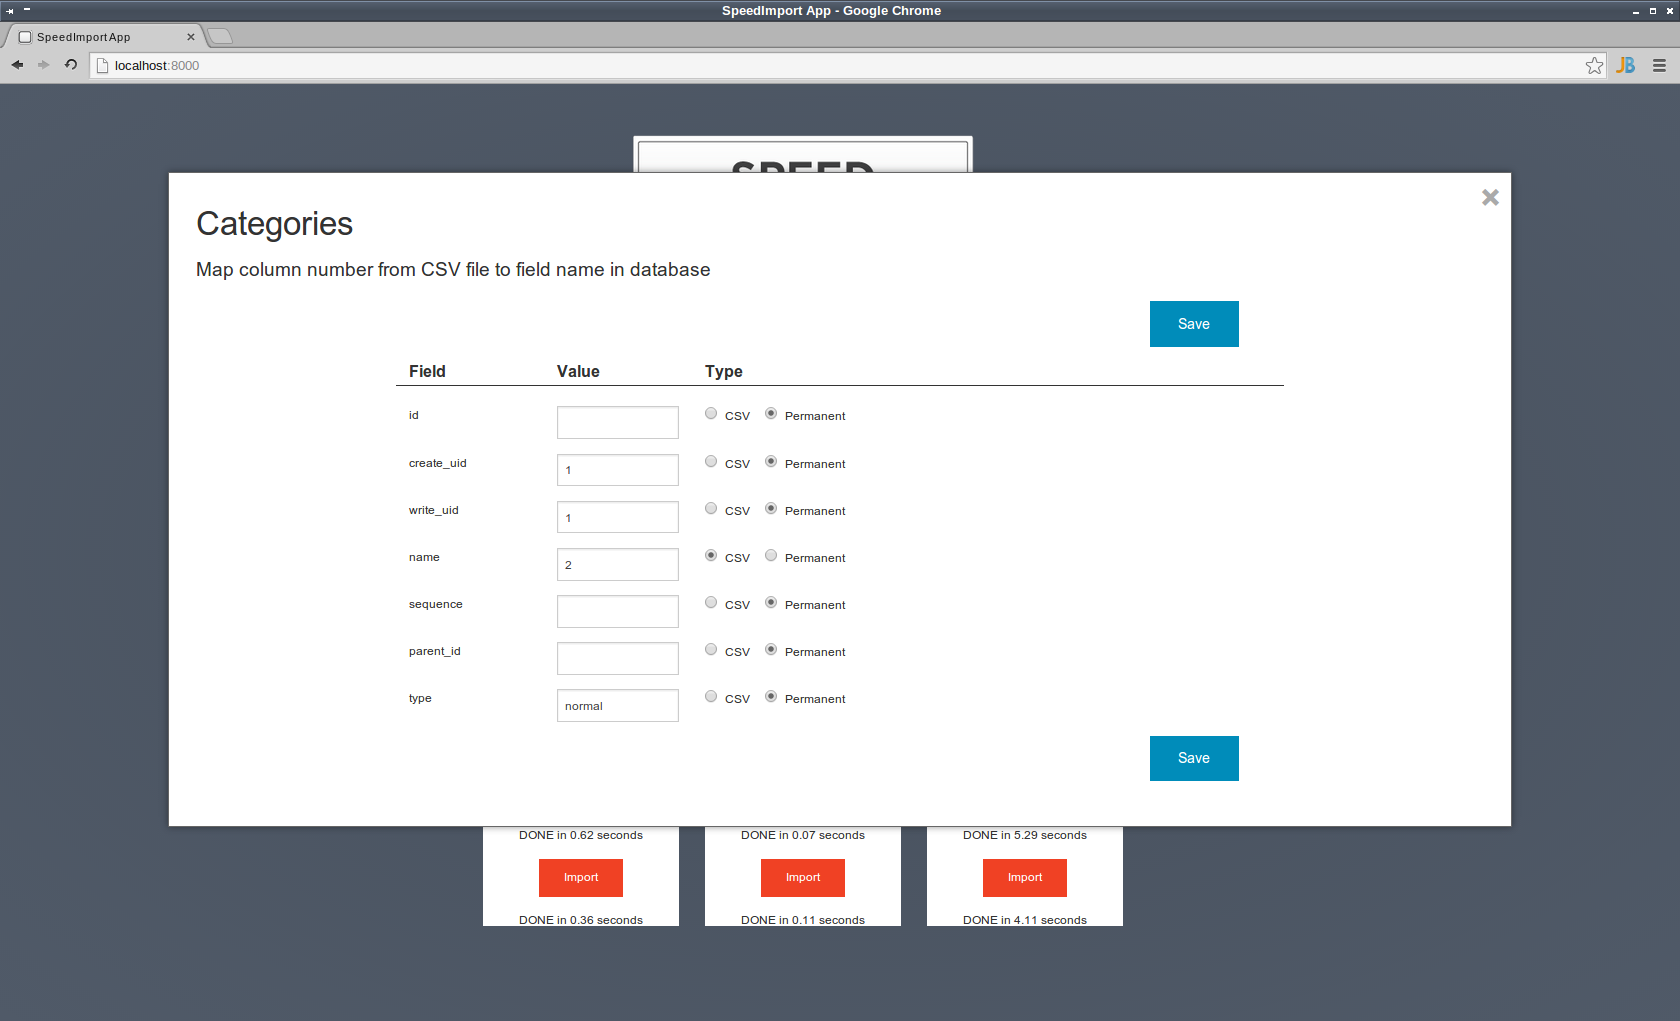 SpeedImport App - Google Chrome
SpeedImport App
localhost:8000
JB
SPEED
Categories
Map column number from CSV file to field name in database
Save
Field Value Type
id CSV Permanent
create_uid 1 CSV Permanent
write_uid 1 CSV Permanent
name 2 CSV Permanent
sequence CSV Permanent
parent_id CSV Permanent
type normal CSV Permanent
Save
DONE in 0.62 seconds DONE in 0.07 seconds DONE in 5.29 seconds
Import Import Import
DONE in 0.36 seconds DONE in 0.11 seconds DONE in 4.11 seconds